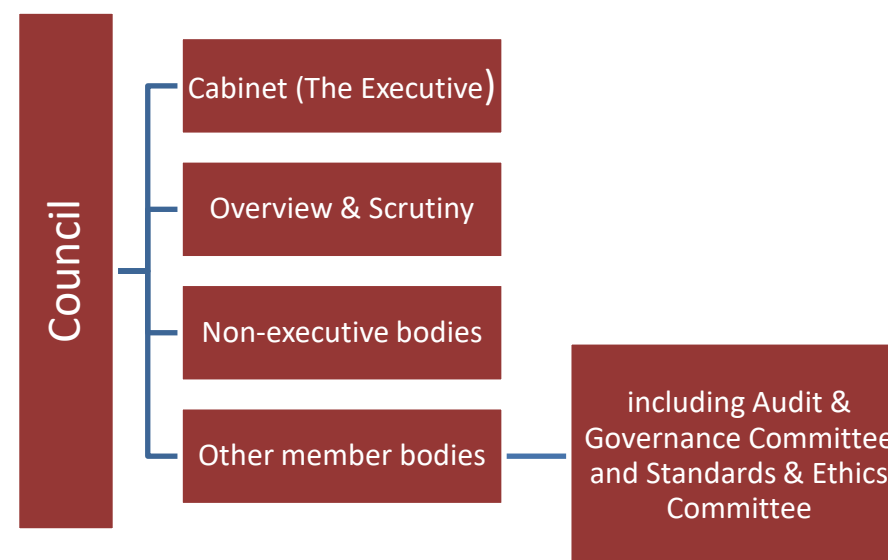 Council
Cabinet (The Executive)
Overview & Scrutiny
Non-executive bodies
Other member bodies
including Audit &
Governance Committee
and Standards & Ethics
Committee